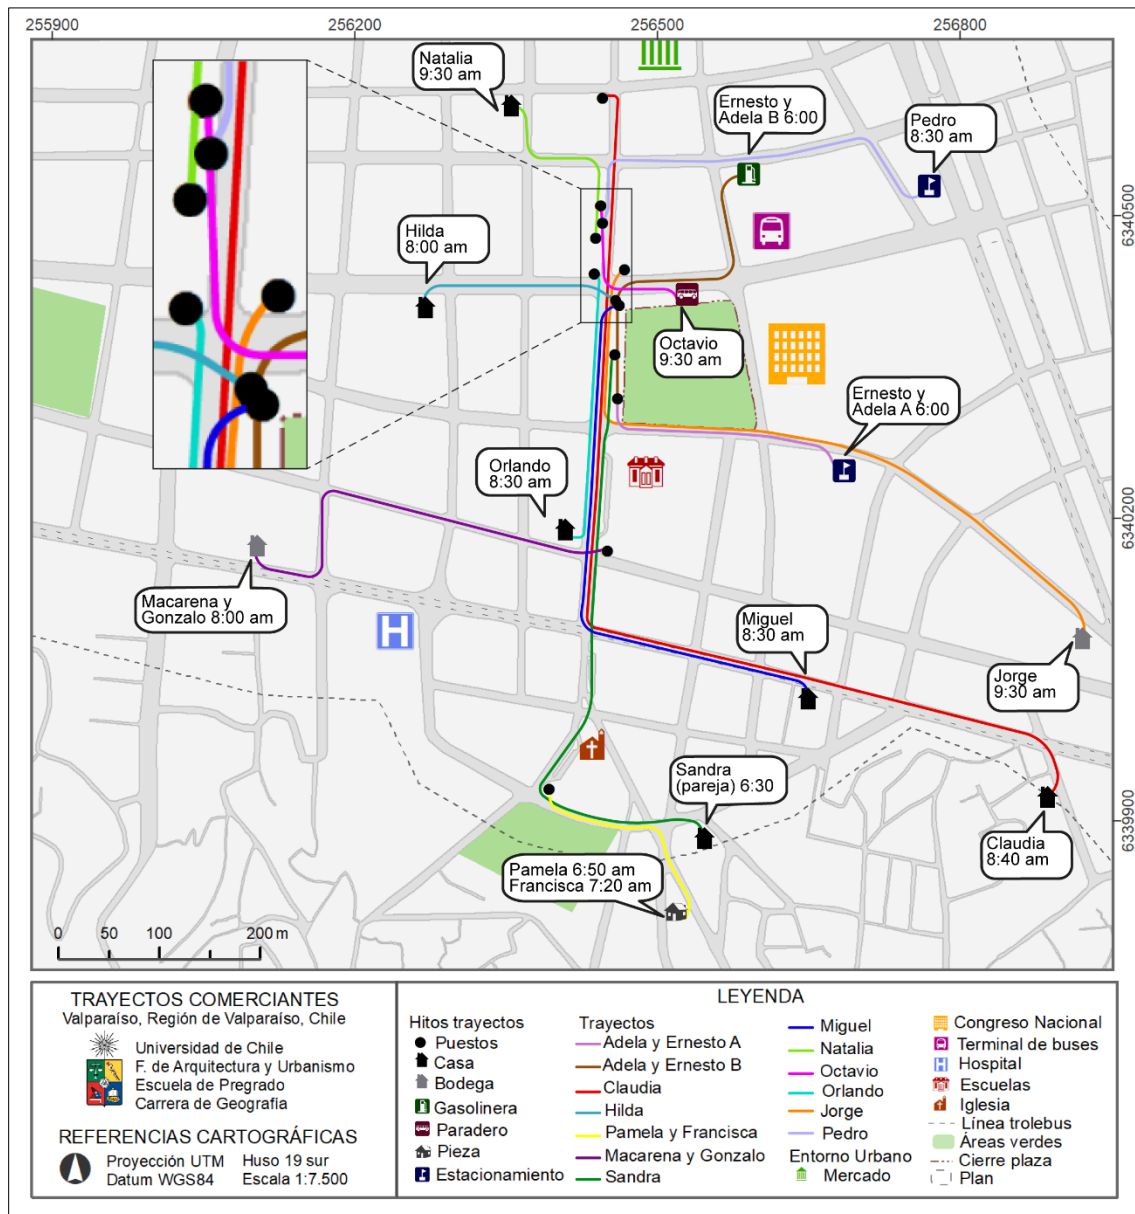 255900
256200
256500
256800
Natalia
9:30 am
Ernesto y
Adela B 6:00
Pedro
8:30 am
6340500
Hilda
8:00 am
Octavio
9:30 am
Ernesto y
Adela A 6:00
Orlando
8:30 am
6340200
Macarena y
Gonzalo 8:00 am
H
Miguel
8:30 am
Jorge
9:30 am
Sandra
(pareja) 6:30
6339900
Claudia
8:40 am
Pamela 6:50 am
Francisca 7:20 am
0 50 100 200 m
TRAYECTOS COMERCIANTES
Valparaíso, Región de Valparaíso, Chile
Universidad de Chile
F. de Arquitectura y Urbanismo
Escuela de Pregrado
Carrera de Geografía
REFERENCIAS CARTOGRÁFICAS
Proyección UTM Huso 19 sur
Datum WGS84 Escala 1:7.500
LEYENDA
Hitos trayectos
Puestos
Casa
Bodega
Gasolinera
Paradero
Pieza
Estacionamiento
Trayectos
Adela y Ernesto A
Adela y Ernesto B
Claudia
Hilda
Pamela y Francisca
Macarena y Gonzalo
Sandra
Miguel
Natalia
Octavio
Orlando
Jorge
Pedro
Entorno Urbano
Mercado
Congreso Nacional
Terminal de buses
H Hospital
Escuelas
Iglesia
Línea trolebus
Áreas verdes
Cierre plaza
Plan